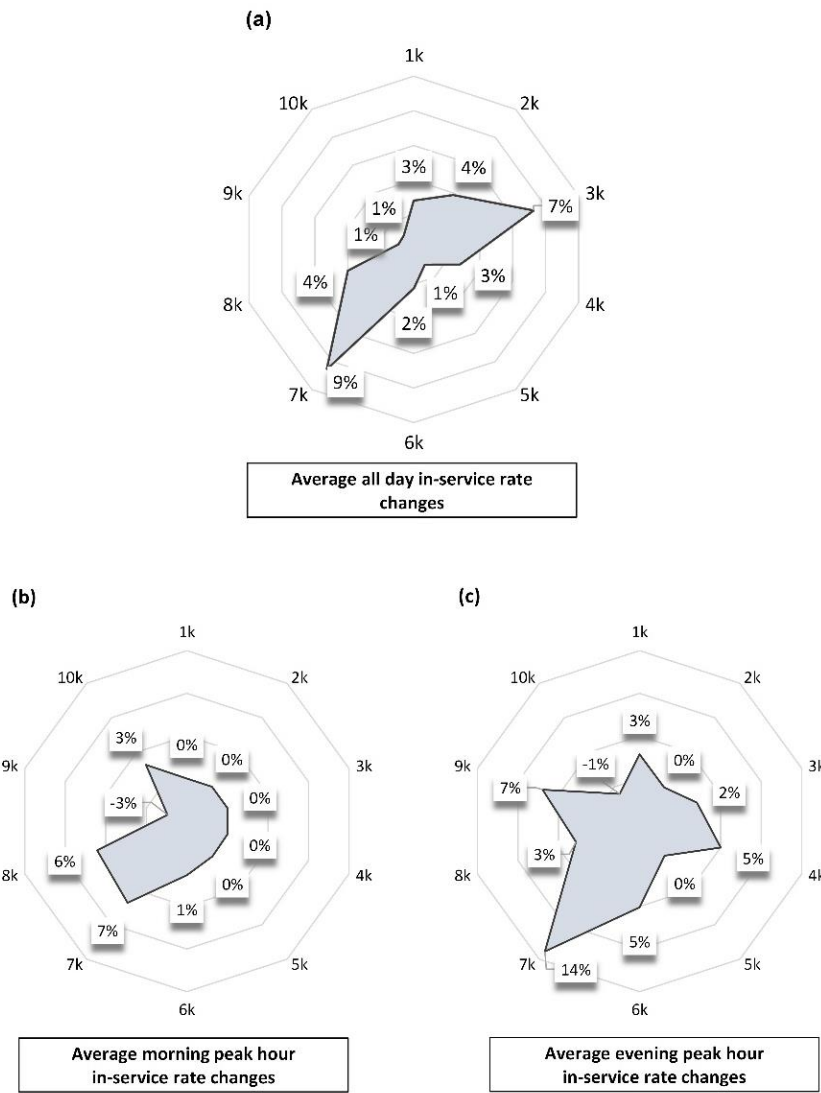 (a)
1k
10k
2k
3%
4%
9k
3k
1%
7%
1%
4%
3%
1%
8k
4k
2%
9%
7k
5k
6k
Average all day in-service rate
changes
(b)
1k
10k
2k
3%
0%
0%
9k
3k
-3%
0%
6%
0%
8k
4k
0%
1%
7%
7k
5k
6k
Average morning peak hour
in-service rate changes
(c)
1k
10k
2k
3%
-1%
0%
9k
3k
7%
2%
3%
5%
8k
4k
0%
5%
7k
14%
5k
6k
Average evening peak hour
in-service rate changes